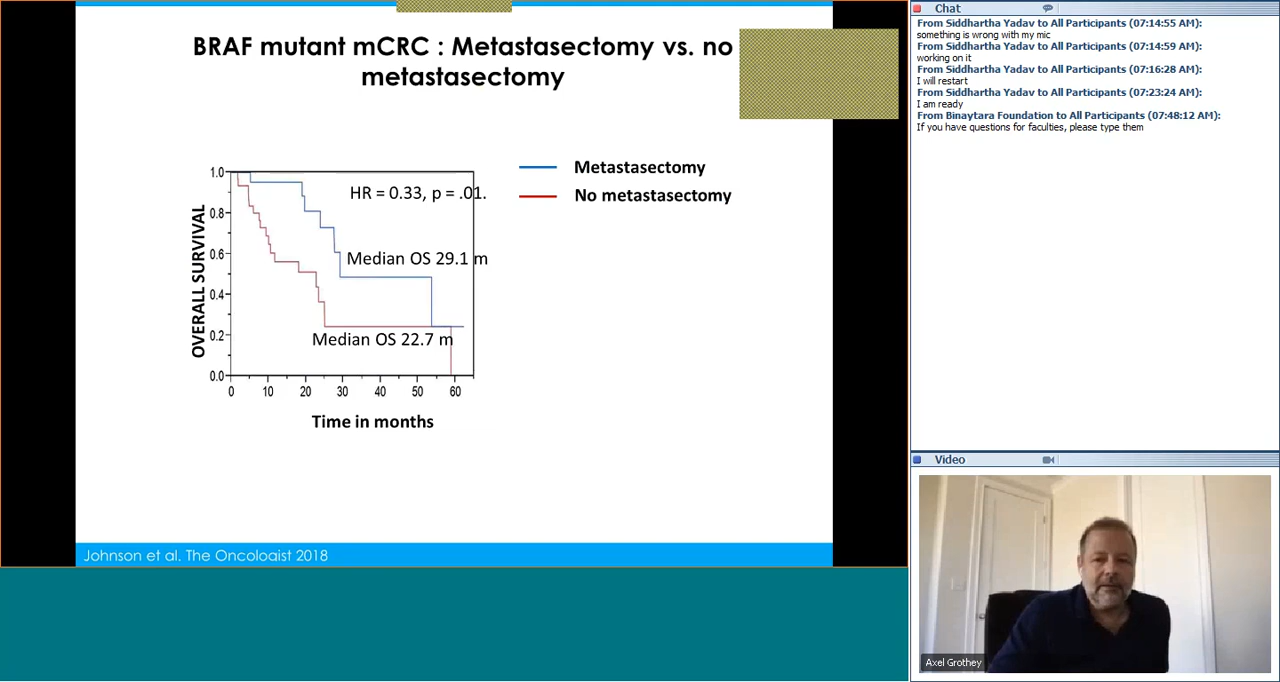 BRAF mutant mCRC : Metastasectomy vs. no
metastasectomy
Metastasectomy
No metastasectomy
HR = 0.33, p = .01.
Median OS 29.1 m
Median OS 22.7 m
OVERALL SURVIVAL
1.0
0.8
0.6
0.4
0.2
0.0
0 10 20 30 40 50 60
Time in months
Johnson et al. The Oncologist 2018
Chat
From Siddhartha Yadav to All Participants (07:14:55 AM):
something is wrong with my mic
From Siddhartha Yadav to All Participants (07:14:59 AM):
working on it
From Siddhartha Yadav to All Participants (07:16:28 AM):
I will restart
From Siddhartha Yadav to All Participants (07:23:24 AM):
I am ready
From Binaytara Foundation to All Participants (07:48:12 AM):
If you have questions for faculties, please type them
Video
Axel Grothey